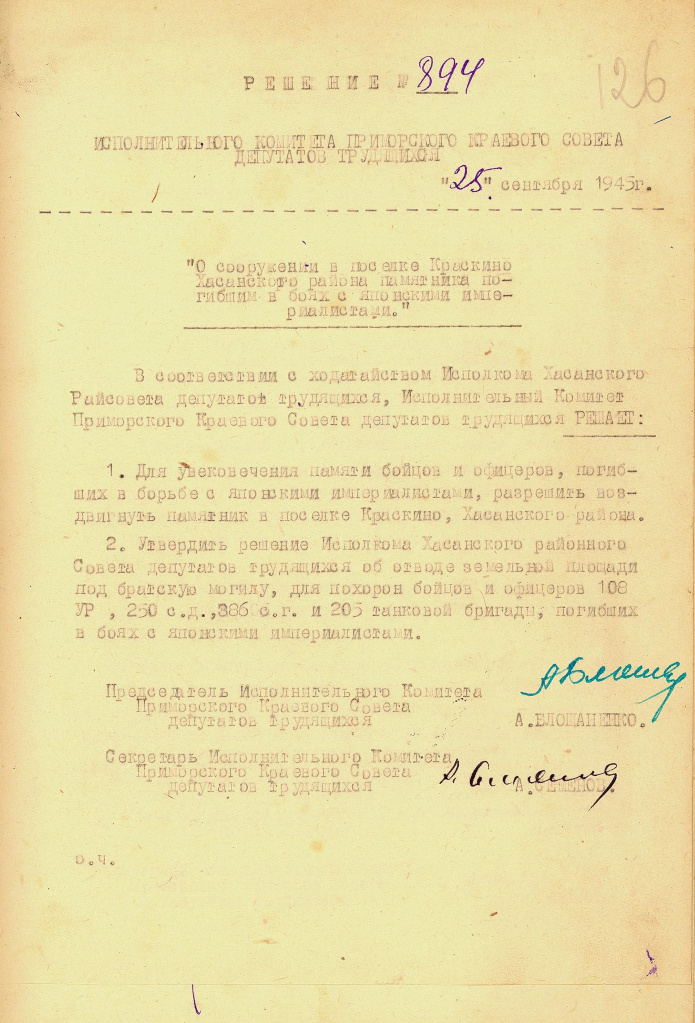 126
РЕШЕНИЕ № 894
ИСПОЛНИТЕЛЬНОГО КОМИТЕТА ПРИМОРСКОГО КРАЕВОГО СОВЕТА
ДЕПУТАТОВ ТРУДЯЩИХСЯ
"25" сентября 1945г.
"О сооружении в поселке Краскино
Хасанского района памятника по-
гибшим в боях с японскими импе-
риалистами."
В соответствии с ходатайством Исполкома Хасанского
Райсовета депутатов трудящихся, Исполнительный Комитет
Приморского Краевого Совета депутатов трудящихся РЕШАЕТ:
1. Для увековечения памяти бойцов и офицеров, погиб-
ших в борьбе с японскими империалистами, разрешить воз-
двигнуть памятник в поселке Краскино, Хасанского района.
2. Утвердить решение Исполкома Хасанского районного
Совета депутатов трудящихся об отводе земельной площади
под братскую могилу, для похорон бойцов и офицеров 108
УР , 250 с.д.,386 с.г. и 205 танковой бригады, погибших
в боях с японскими империалистами.
Председатель Исполнительного Комитета
Приморского Краевого Совета
депутатов трудящихся А.БЛОЩАНЕНКО.
Секретарь Исполнительного Комитета
Приморского Краевого Совета
депутатов трудящихся А.СЕМЕНОВ.
о.ч.